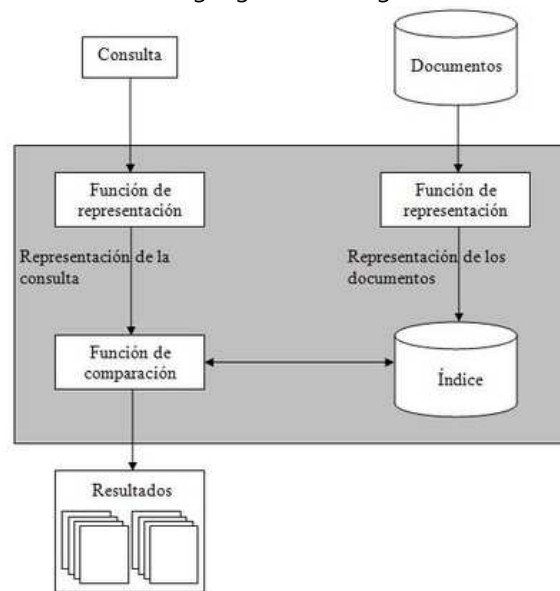 Consulta
Documentos
Función de
representación
Función de
representación
Representación de la
consulta
Representación de los
documentos
Función de
comparación
Índice
Resultados